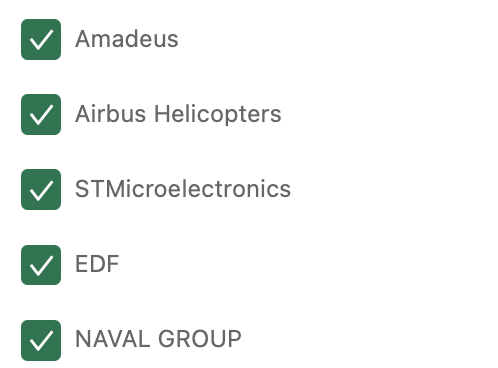 Amadeus
Airbus Helicopters
STMicroelectronics
EDF
NAVAL GROUP